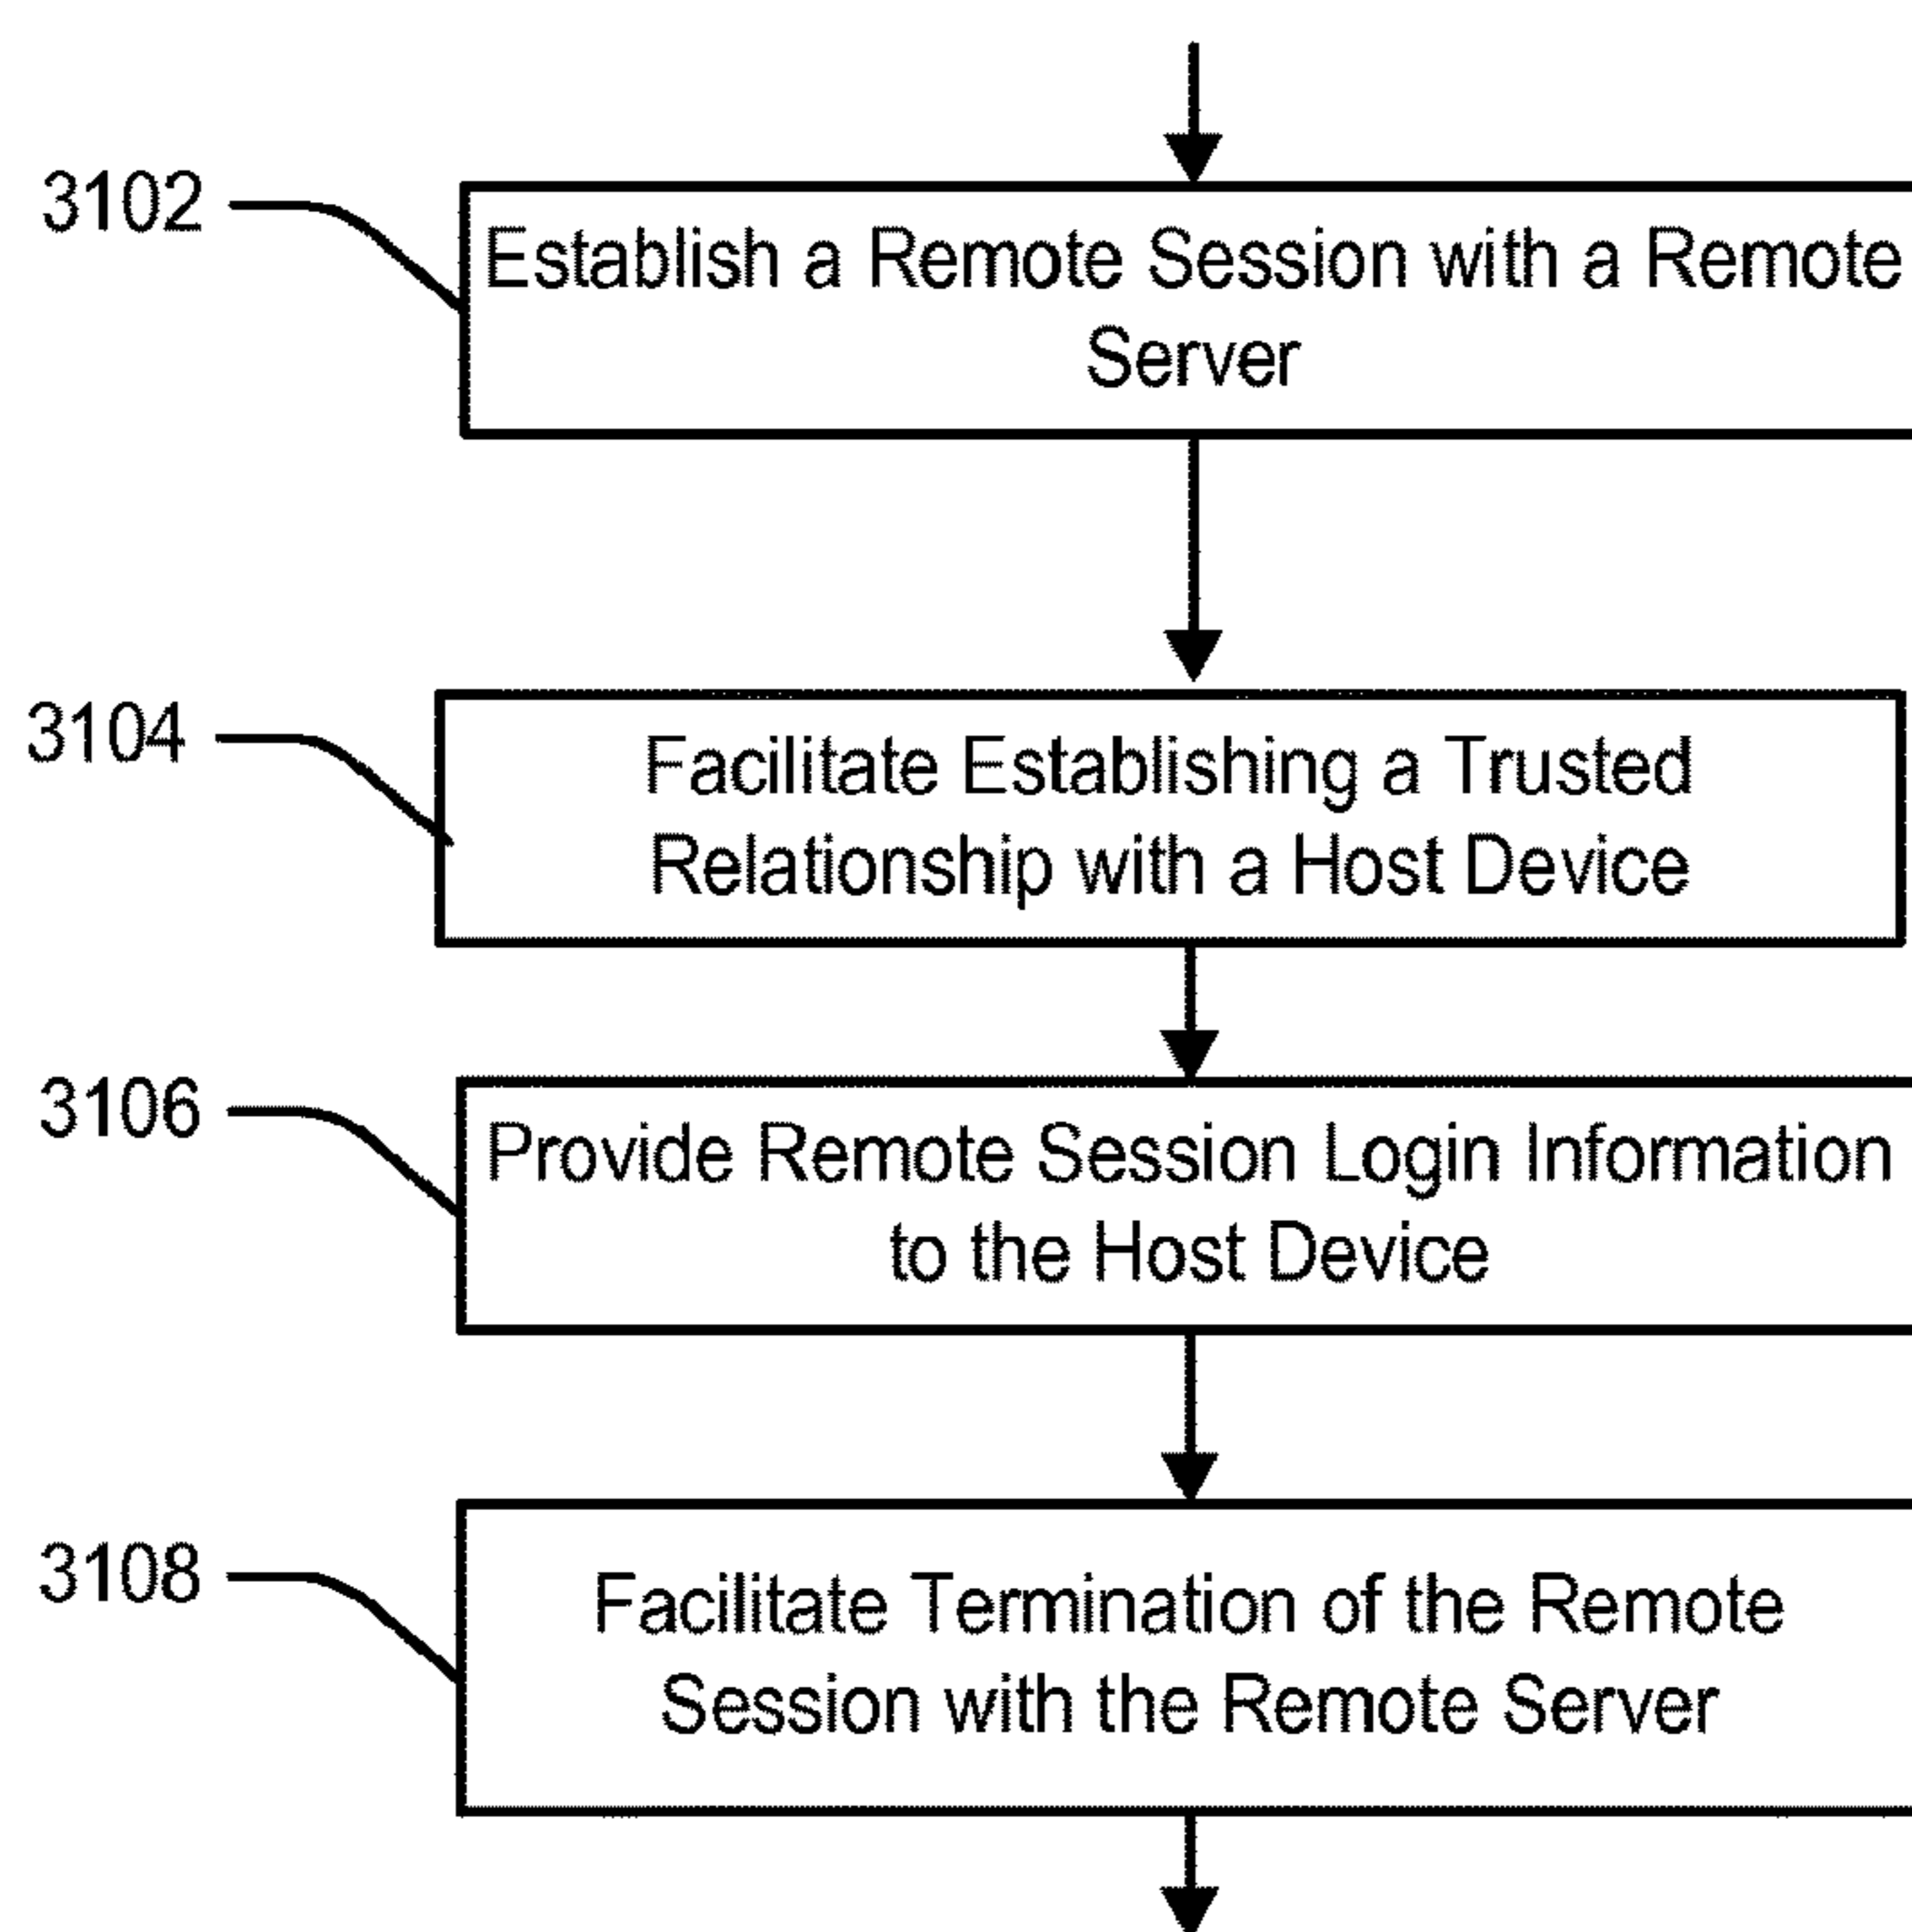 3102
Establish a Remote Session with a Remote
Server
3104
Facilitate Establishing a Trusted
Relationship with a Host Device
3106
Provide Remote Session Login Information
to the Host Device
3108
Facilitate Termination of the Remote
Session with the Remote Server